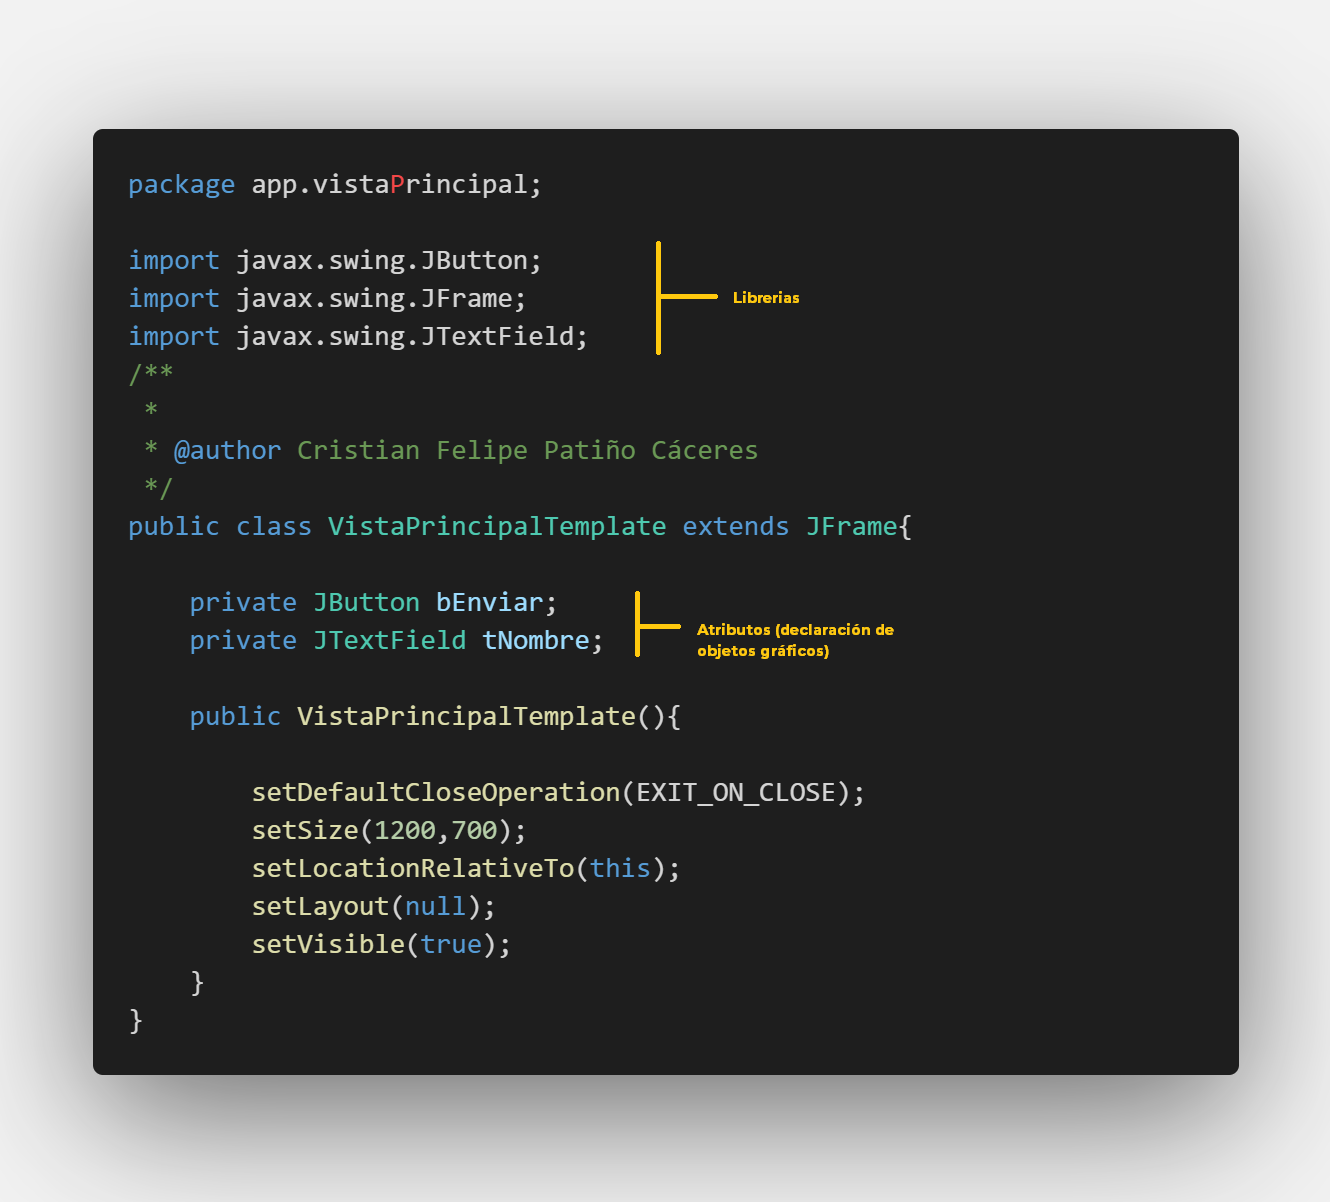 package app.vistaPrincipal;
import javax.swing.JButton;
import javax.swing.JFrame;
Librerias
import javax.swing.JTextField;
/**
 *
 * @author Cristian Felipe Patiño Cáceres
 */
public class VistaPrincipalTemplate extends JFrame{
private JButton bEnviar;
private JTextField tNombre;
Atributos (declaración de
objetos gráficos)
public VistaPrincipalTemplate(){
setDefaultCloseOperation(EXIT_ON_CLOSE);
setSize(1200,700);
setLocationRelativeTo(this);
setLayout(null);
setVisible(true);
}
}